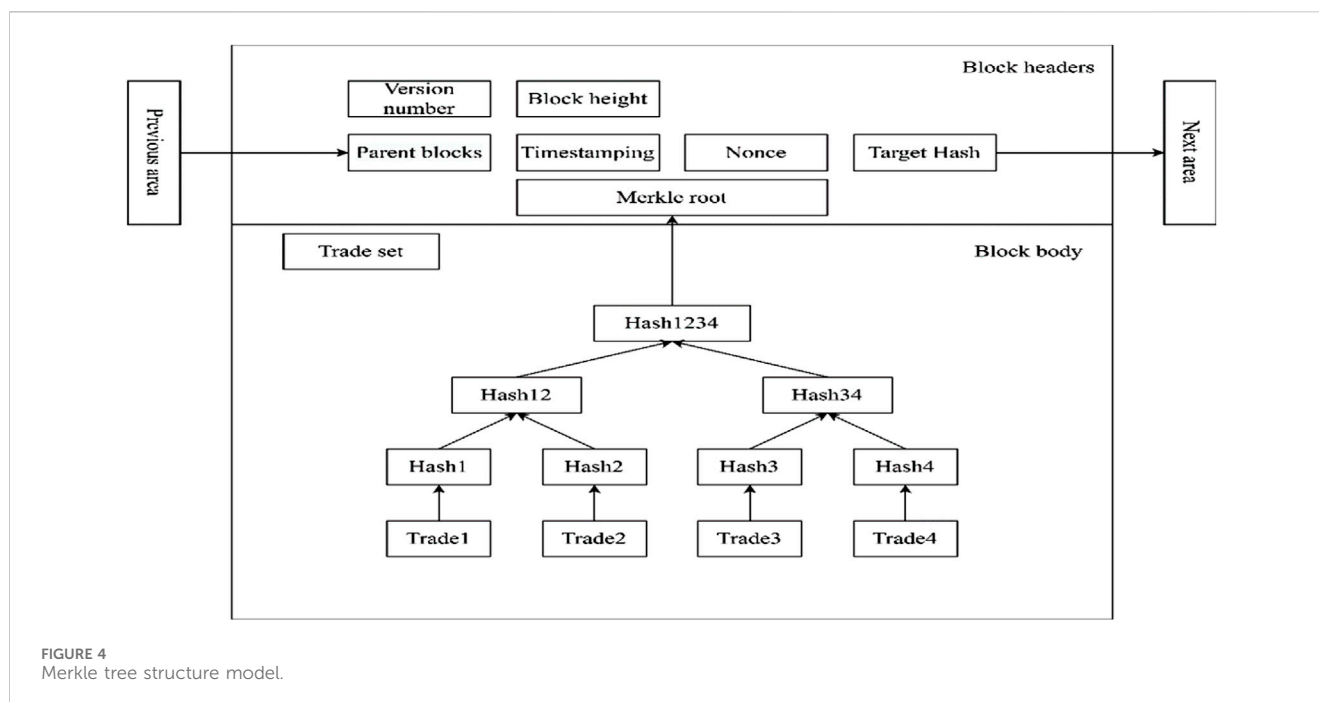 Block headers
Previous area
Version
number
Block height
Next area
Parent blocks
Timestamping
Nonce
Target Hash
Merkle root
Trade set
Block body
Hash1234
Hash12
Hash34
Hash1
Hash2
Hash3
Hash4
Trade1
Trade2
Trade3
Trade4
FIGURE 4
Merkle tree structure model.